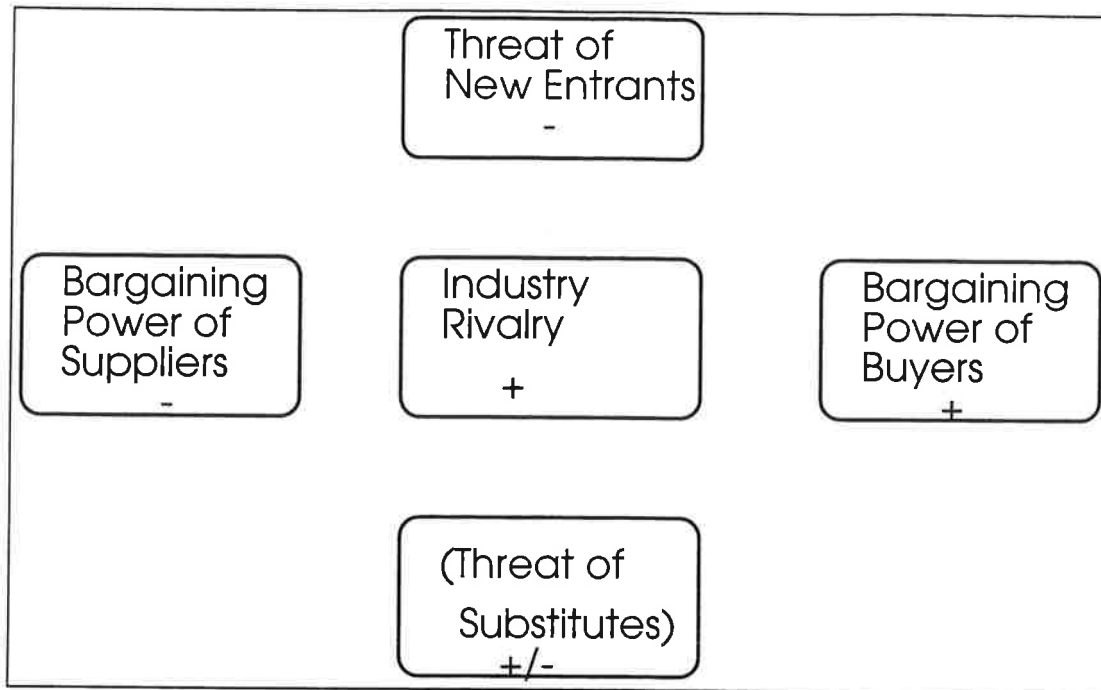 Threat of
New Entrants
-
Bargaining
Power of
Suppliers
-
Industry
Rivalry
+
Bargaining
Power of
Buyers
+
(Threat of
Substitutes)
+/-